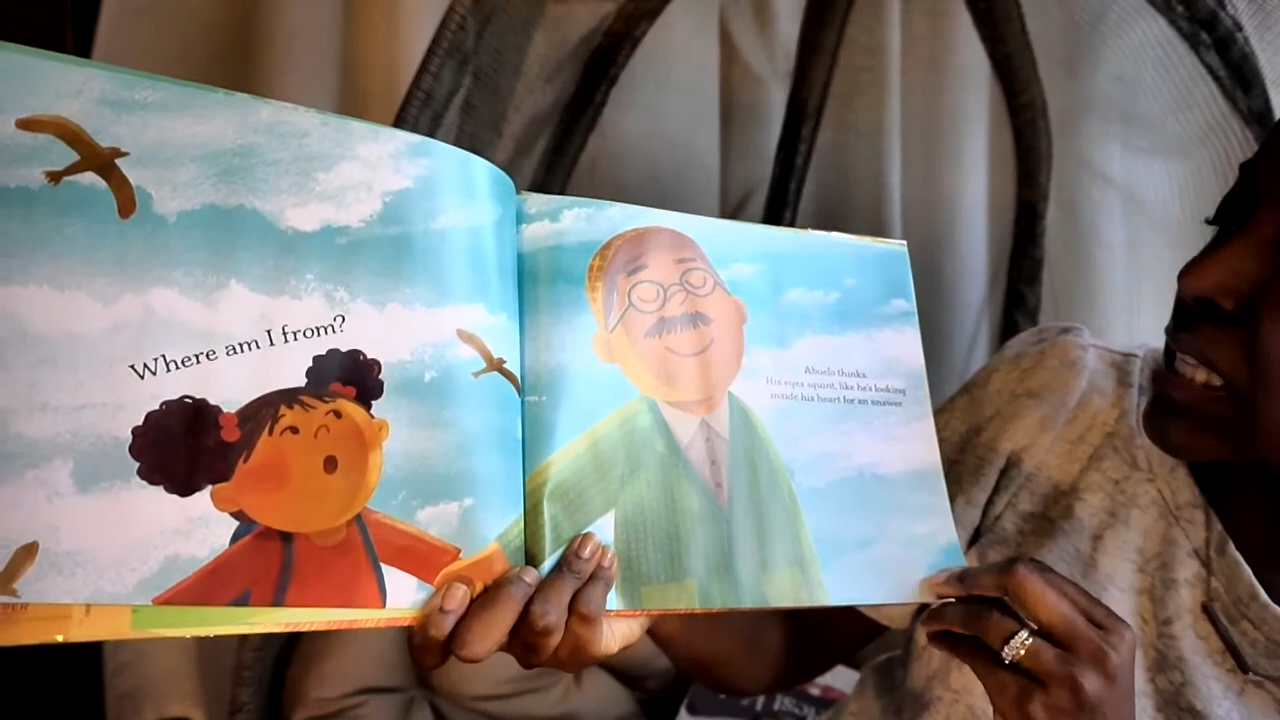 Where am I from?
Abuelo thinks.
His eyes squint, like he's looking
inside his heart for an answer.